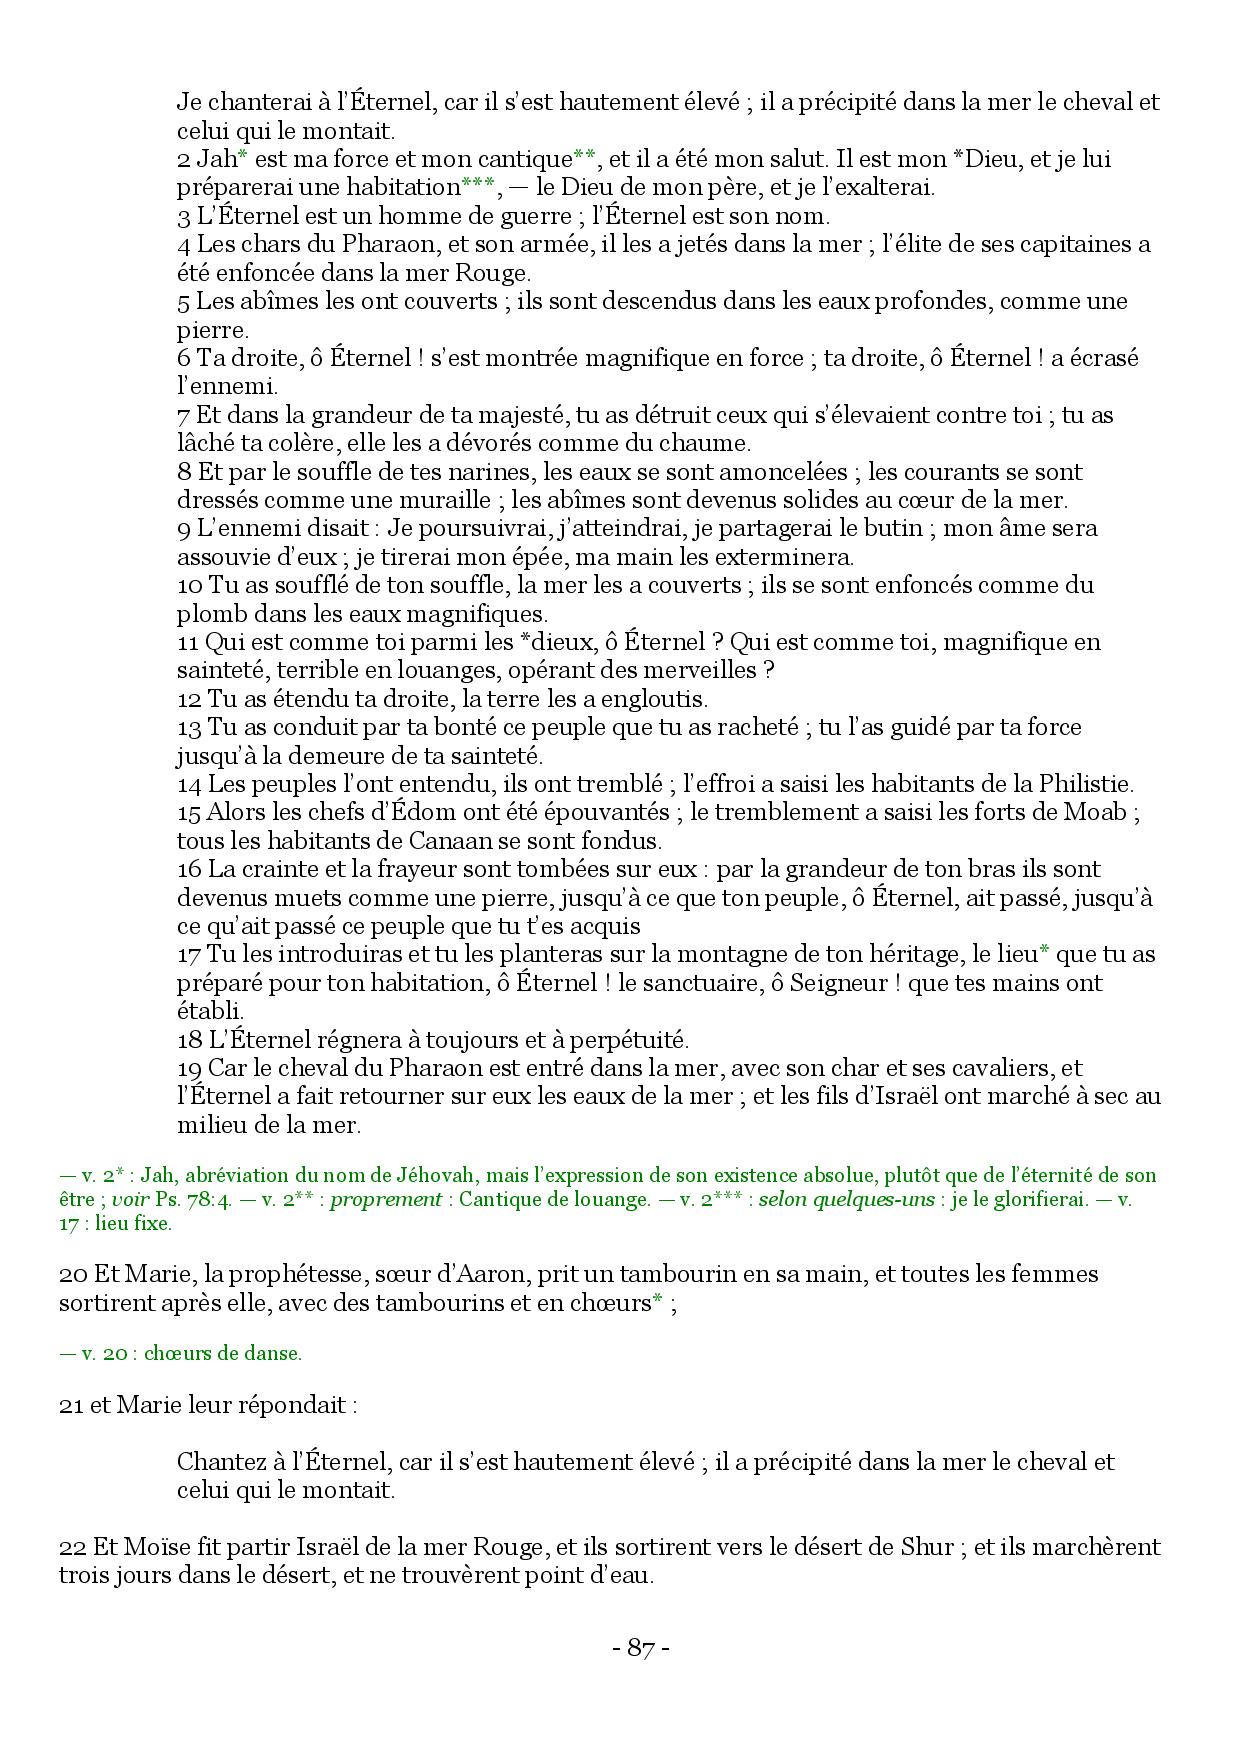 Je chanterai à l’Éternel, car il s’est hautement élevé ; il a précipité dans la mer le cheval et
celui qui le montait.
2 Jah* est ma force et mon cantique**, et il a été mon salut. Il est mon *Dieu, et je lui
préparerai une habitation***, — le Dieu de mon père, et je l’exalterai.
3 L’Éternel est un homme de guerre ; l’Éternel est son nom.
4 Les chars du Pharaon, et son armée, il les a jetés dans la mer ; l’élite de ses capitaines a
été enfoncée dans la mer Rouge.
5 Les abîmes les ont couverts ; ils sont descendus dans les eaux profondes, comme une
pierre.
6 Ta droite, ô Éternel ! s’est montrée magnifique en force ; ta droite, ô Éternel ! a écrasé
l’ennemi.
7 Et dans la grandeur de ta majesté, tu as détruit ceux qui s’élevaient contre toi ; tu as
lâché ta colère, elle les a dévorés comme du chaume.
8 Et par le souffle de tes narines, les eaux se sont amoncelées ; les courants se sont
dressés comme une muraille ; les abîmes sont devenus solides au cœur de la mer.
9 L’ennemi disait : Je poursuivrai, j’atteindrai, je partagerai le butin ; mon âme sera
assouvie d’eux ; je tirerai mon épée, ma main les exterminera.
10 Tu as soufflé de ton souffle, la mer les a couverts ; ils se sont enfoncés comme du
plomb dans les eaux magnifiques.
11 Qui est comme toi parmi les *dieux, ô Éternel ? Qui est comme toi, magnifique en
sainteté, terrible en louanges, opérant des merveilles ?
12 Tu as étendu ta droite, la terre les a engloutis.
13 Tu as conduit par ta bonté ce peuple que tu as racheté ; tu l’as guidé par ta force
jusqu’à la demeure de ta sainteté.
14 Les peuples l’ont entendu, ils ont tremblé ; l’effroi a saisi les habitants de la Philistie.
15 Alors les chefs d’Édom ont été épouvantés ; le tremblement a saisi les forts de Moab ;
tous les habitants de Canaan se sont fondus.
16 La crainte et la frayeur sont tombées sur eux : par la grandeur de ton bras ils sont
devenus muets comme une pierre, jusqu’à ce que ton peuple, ô Éternel, ait passé, jusqu’à
ce qu’ait passé ce peuple que tu t’es acquis
17 Tu les introduiras et tu les planteras sur la montagne de ton héritage, le lieu* que tu as
préparé pour ton habitation, ô Éternel ! le sanctuaire, ô Seigneur ! que tes mains ont
établi.
18 L’Éternel régnera à toujours et à perpétuité.
19 Car le cheval du Pharaon est entré dans la mer, avec son char et ses cavaliers, et
l’Éternel a fait retourner sur eux les eaux de la mer ; et les fils d’Israël ont marché à sec au
milieu de la mer.
— v. 2* : Jah, abréviation du nom de Jéhovah, mais l’expression de son existence absolue, plutôt que de l’éternité de son
être ; voir Ps. 78:4. — v. 2** : proprement : Cantique de louange. — v. 2*** : selon quelques-uns : je le glorifierai. — v.
17 : lieu fixe.
20 Et Marie, la prophétesse, sœur d’Aaron, prit un tambourin en sa main, et toutes les femmes
sortirent après elle, avec des tambourins et en chœurs* ;
— v. 20 : chœurs de danse.
21 et Marie leur répondait :
Chantez à l’Éternel, car il s’est hautement élevé ; il a précipité dans la mer le cheval et
celui qui le montait.
22 Et Moïse fit partir Israël de la mer Rouge, et ils sortirent vers le désert de Shur ; et ils marchèrent
trois jours dans le désert, et ne trouvèrent point d’eau.
- 87 -